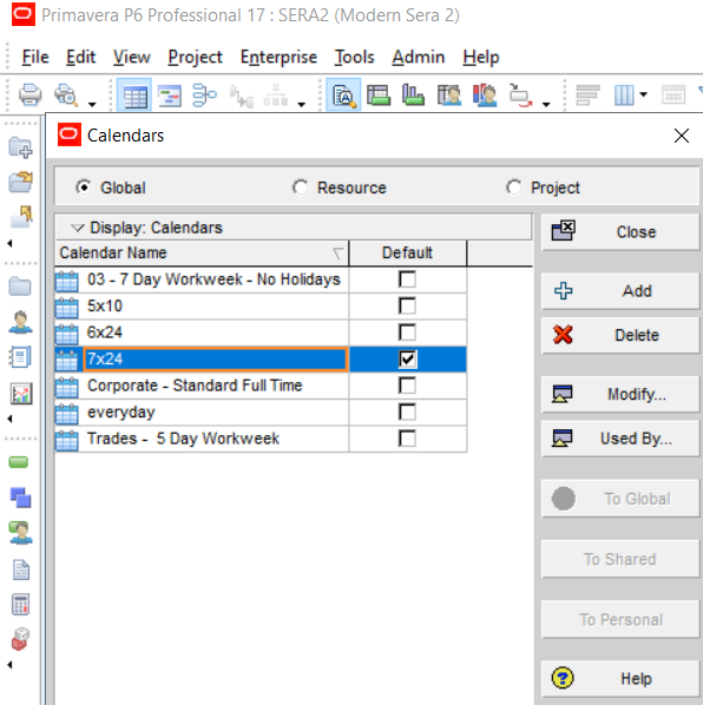 Primavera P6 Professional 17 : SERA2 (Modern Sera 2)
File Edit View Project Enterprise Tools Admin Help
Calendars
Global Resource Project
Display: Calendars
Calendar Name Default
03 - 7 Day Workweek - No Holidays
5x10
6x24
7x24
Corporate - Standard Full Time
everyday
Trades - 5 Day Workweek
Close
Add
Delete
Modify...
Used By...
To Global
To Shared
To Personal
Help